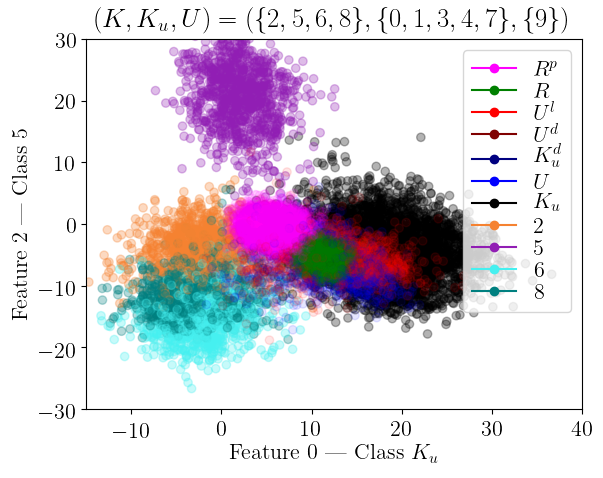 (K, K_u, U) = ({2, 5, 6, 8}, {0, 1, 3, 4, 7}, {9})
30
20
10
0
−10
−20
−30
Feature 2 — Class 5
R^p
R
U^l
U^d
K_u^d
U
K_u
2
5
6
8
−10
0
10
20
30
40
Feature 0 — Class K_u